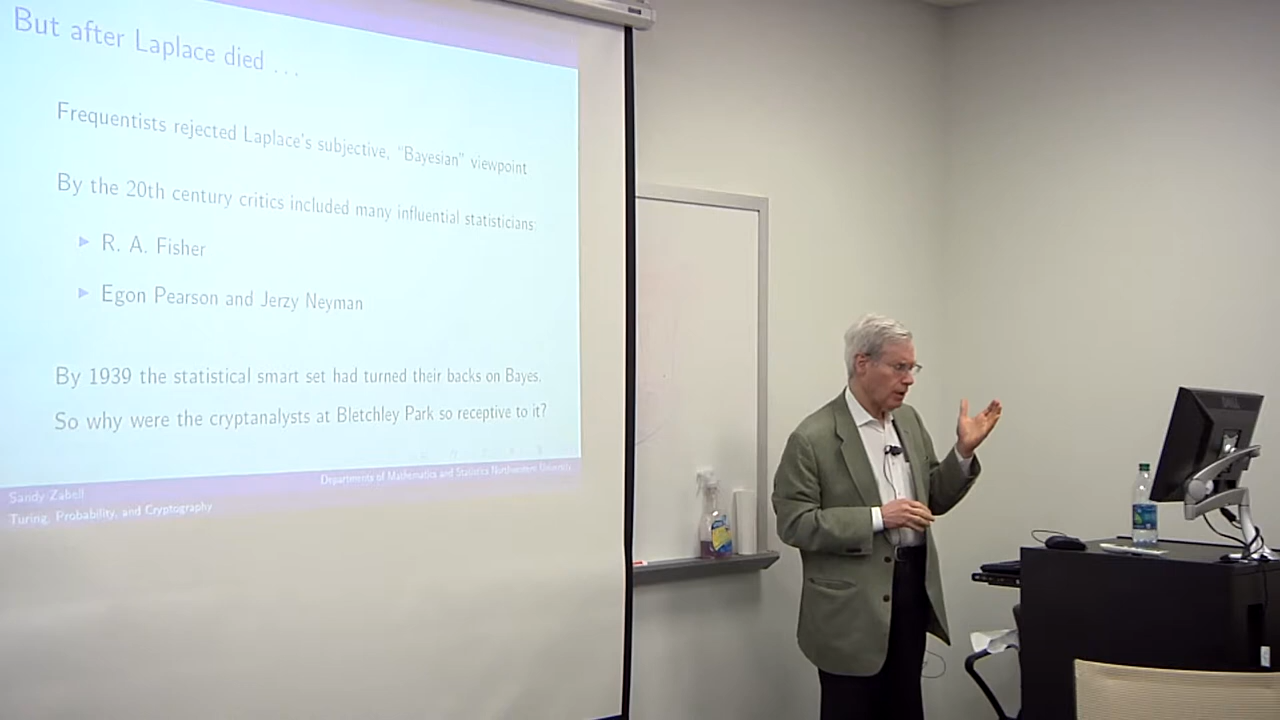 But after Laplace died . . .
Frequentists rejected Laplace's subjective, “Bayesian” viewpoint
By the 20th century critics included many influential statisticians:
R. A. Fisher
Egon Pearson and Jerzy Neyman
By 1939 the statistical smart set had turned their backs on Bayes.
So why were the cryptanalysts at Bletchley Park so receptive to it?
Sandy Zabell
Departments of Mathematics and Statistics Northwestern University
Turing, Probability, and Cryptography